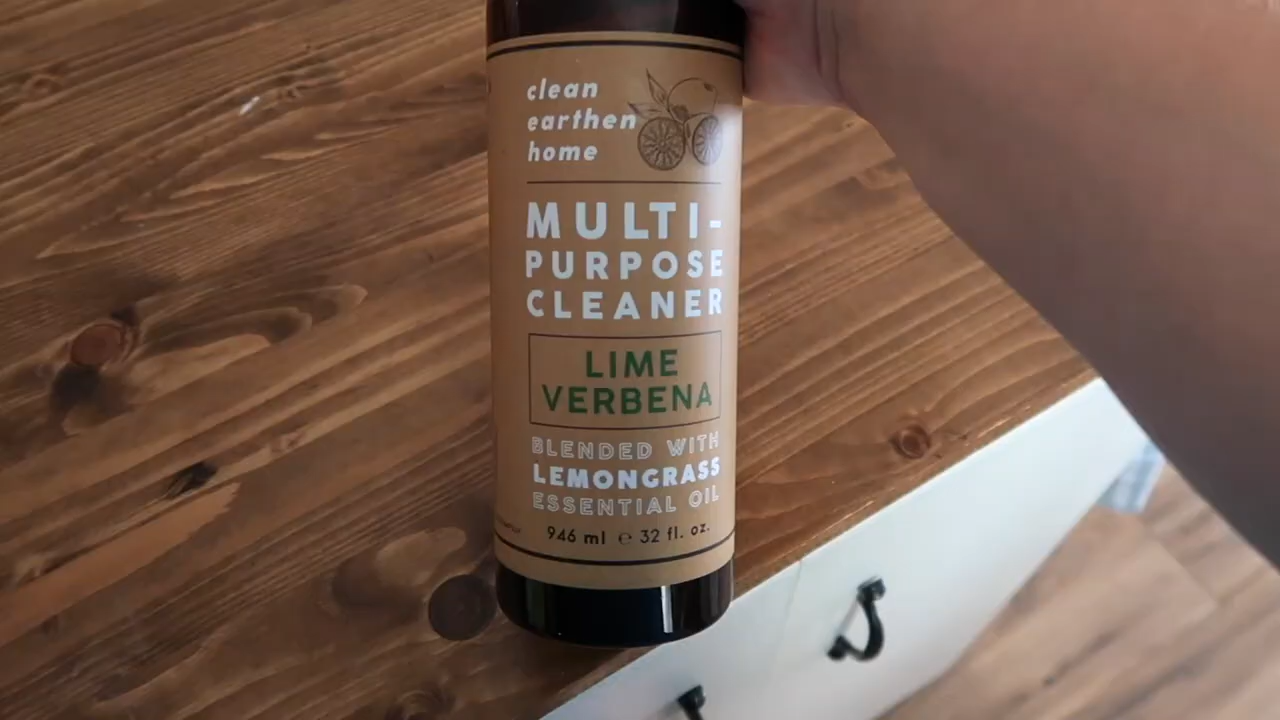 clean
earthen
home
MULTI-
PURPOSE
CLEANER
LIME
VERBENA
BLENDED WITH
LEMONGRASS
ESSENTIAL OIL
946 ml ℮ 32 fl. oz.